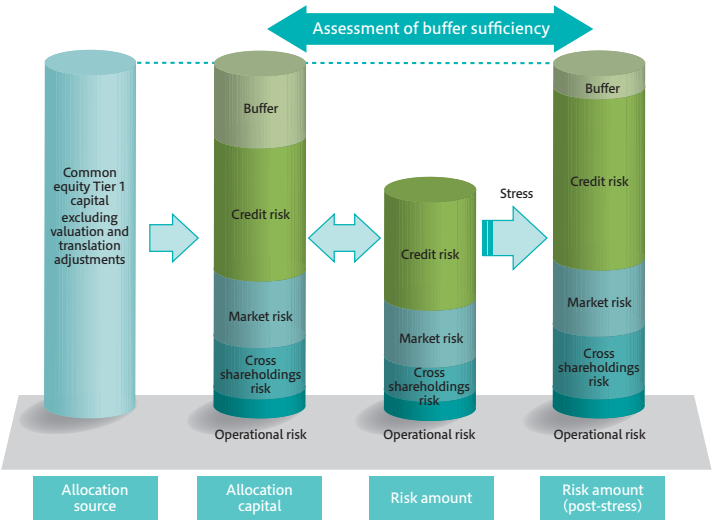 Assessment of buffer sufficiency
Common
equity Tier 1
capital
excluding
valuation and
translation
adjustments
Buffer
Credit risk
Market risk
Cross
shareholdings
risk
Operational risk
Credit risk
Market risk
Cross
shareholdings
risk
Operational risk
Stress
Buffer
Credit risk
Market risk
Cross
shareholdings
risk
Operational risk
Allocation
source
Allocation
capital
Risk amount
Risk amount
(post-stress)